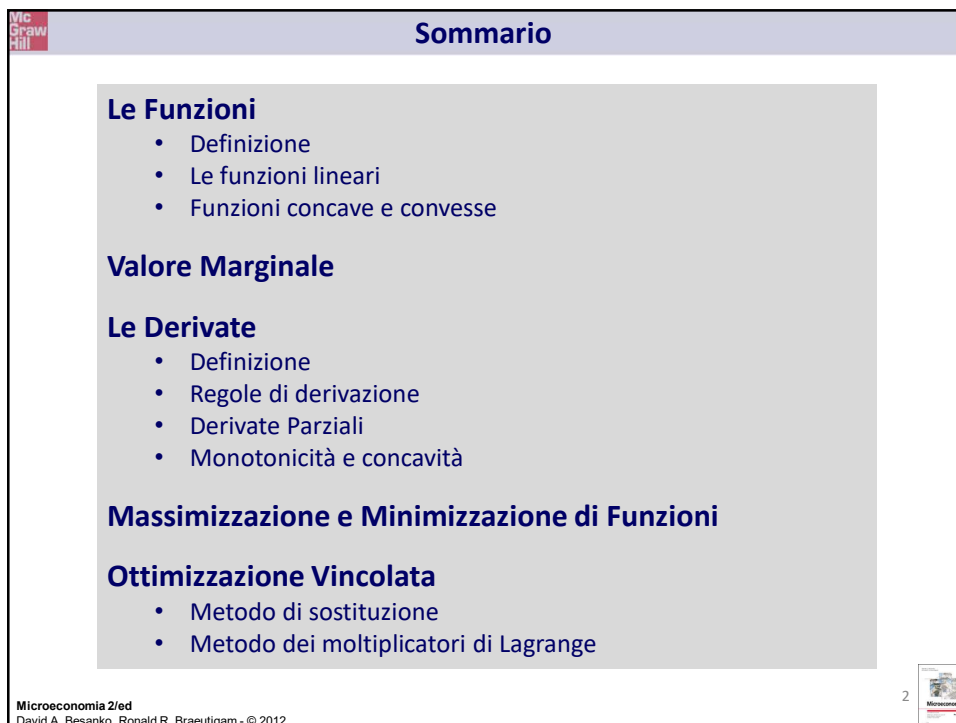 Mc
Graw
Hill
Sommario
Le Funzioni
• Definizione
• Le funzioni lineari
• Funzioni concave e convesse
Valore Marginale
Le Derivate
• Definizione
• Regole di derivazione
• Derivate Parziali
• Monotonicità e concavità
Massimizzazione e Minimizzazione di Funzioni
Ottimizzazione Vincolata
• Metodo di sostituzione
• Metodo dei moltiplicatori di Lagrange
Microeconomia 2/ed
David A. Besanko, Ronald R. Braeutigam - © 2012
2